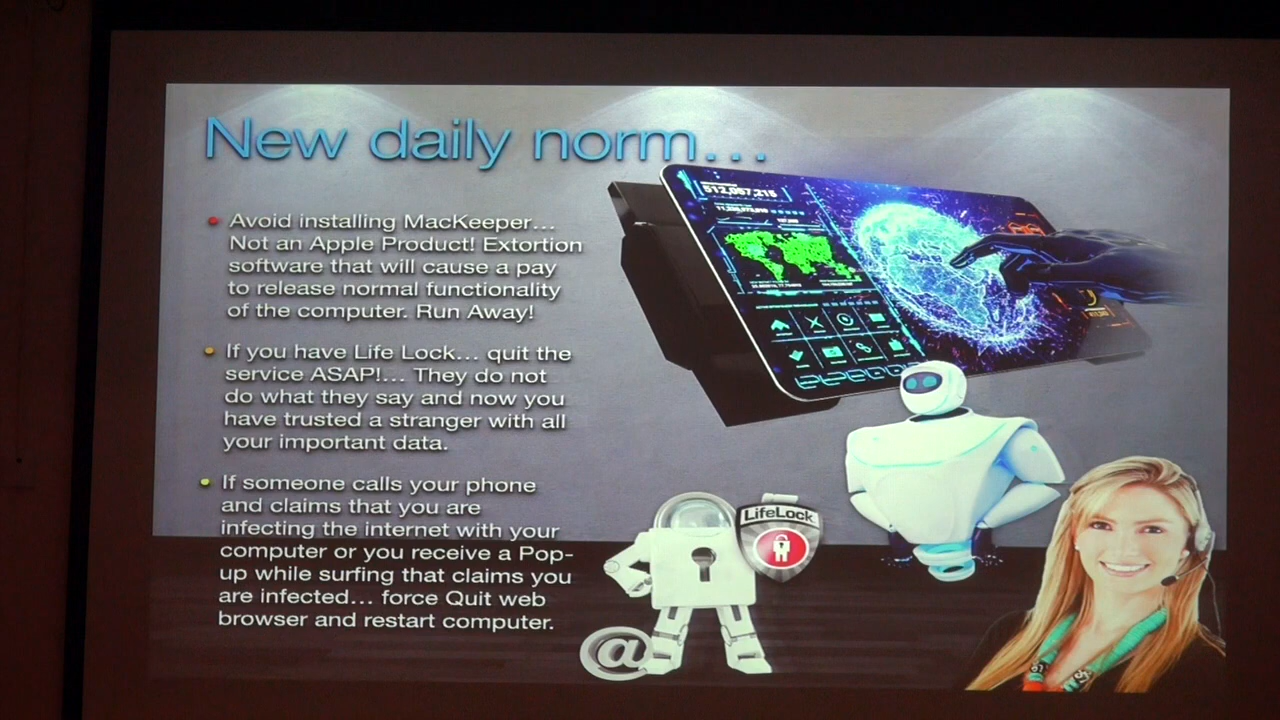 New daily norm...
Avoid installing MacKeeper...
Not an Apple Product! Extortion
software that will cause a pay
to release normal functionality
of the computer. Run Away!
If you have Life Lock... quit the
service ASAP!... They do not
do what they say and now you
have trusted a stranger with all
your important data.
If someone calls your phone
and claims that you are
infecting the internet with your
computer or you receive a Pop-
up while surfing that claims you
are infected... force Quit web
browser and restart computer.
LifeLock
@